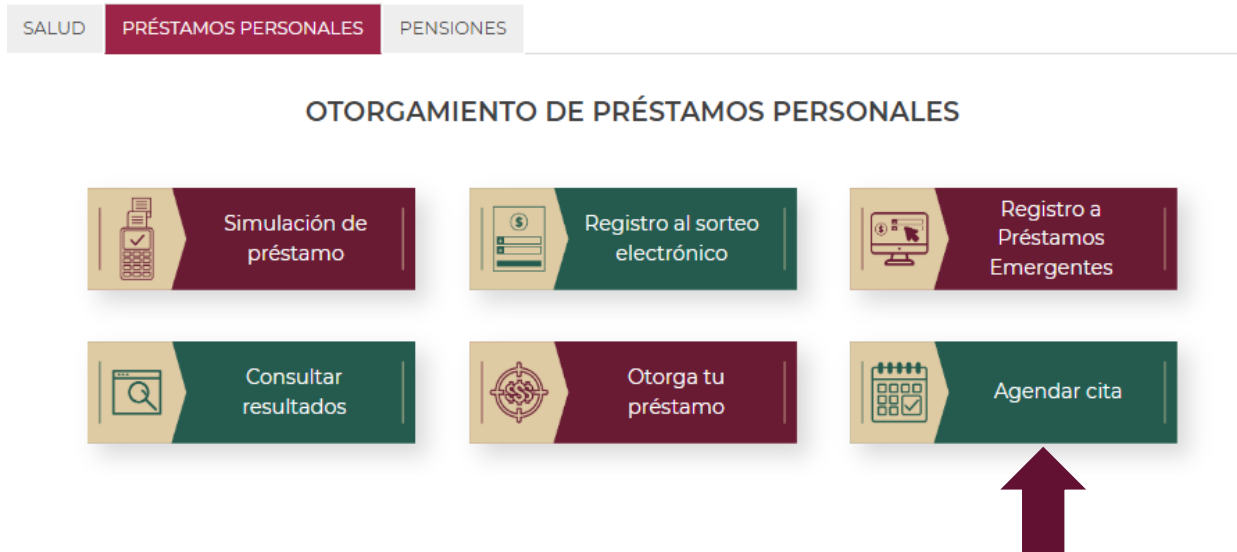 SALUD PRÉSTAMOS PERSONALES PENSIONES
OTORGAMIENTO DE PRÉSTAMOS PERSONALES
Simulación de
préstamo
Registro al sorteo
electrónico
Registro a
Préstamos
Emergentes
Consultar
resultados
Otorga tu
préstamo
Agendar cita